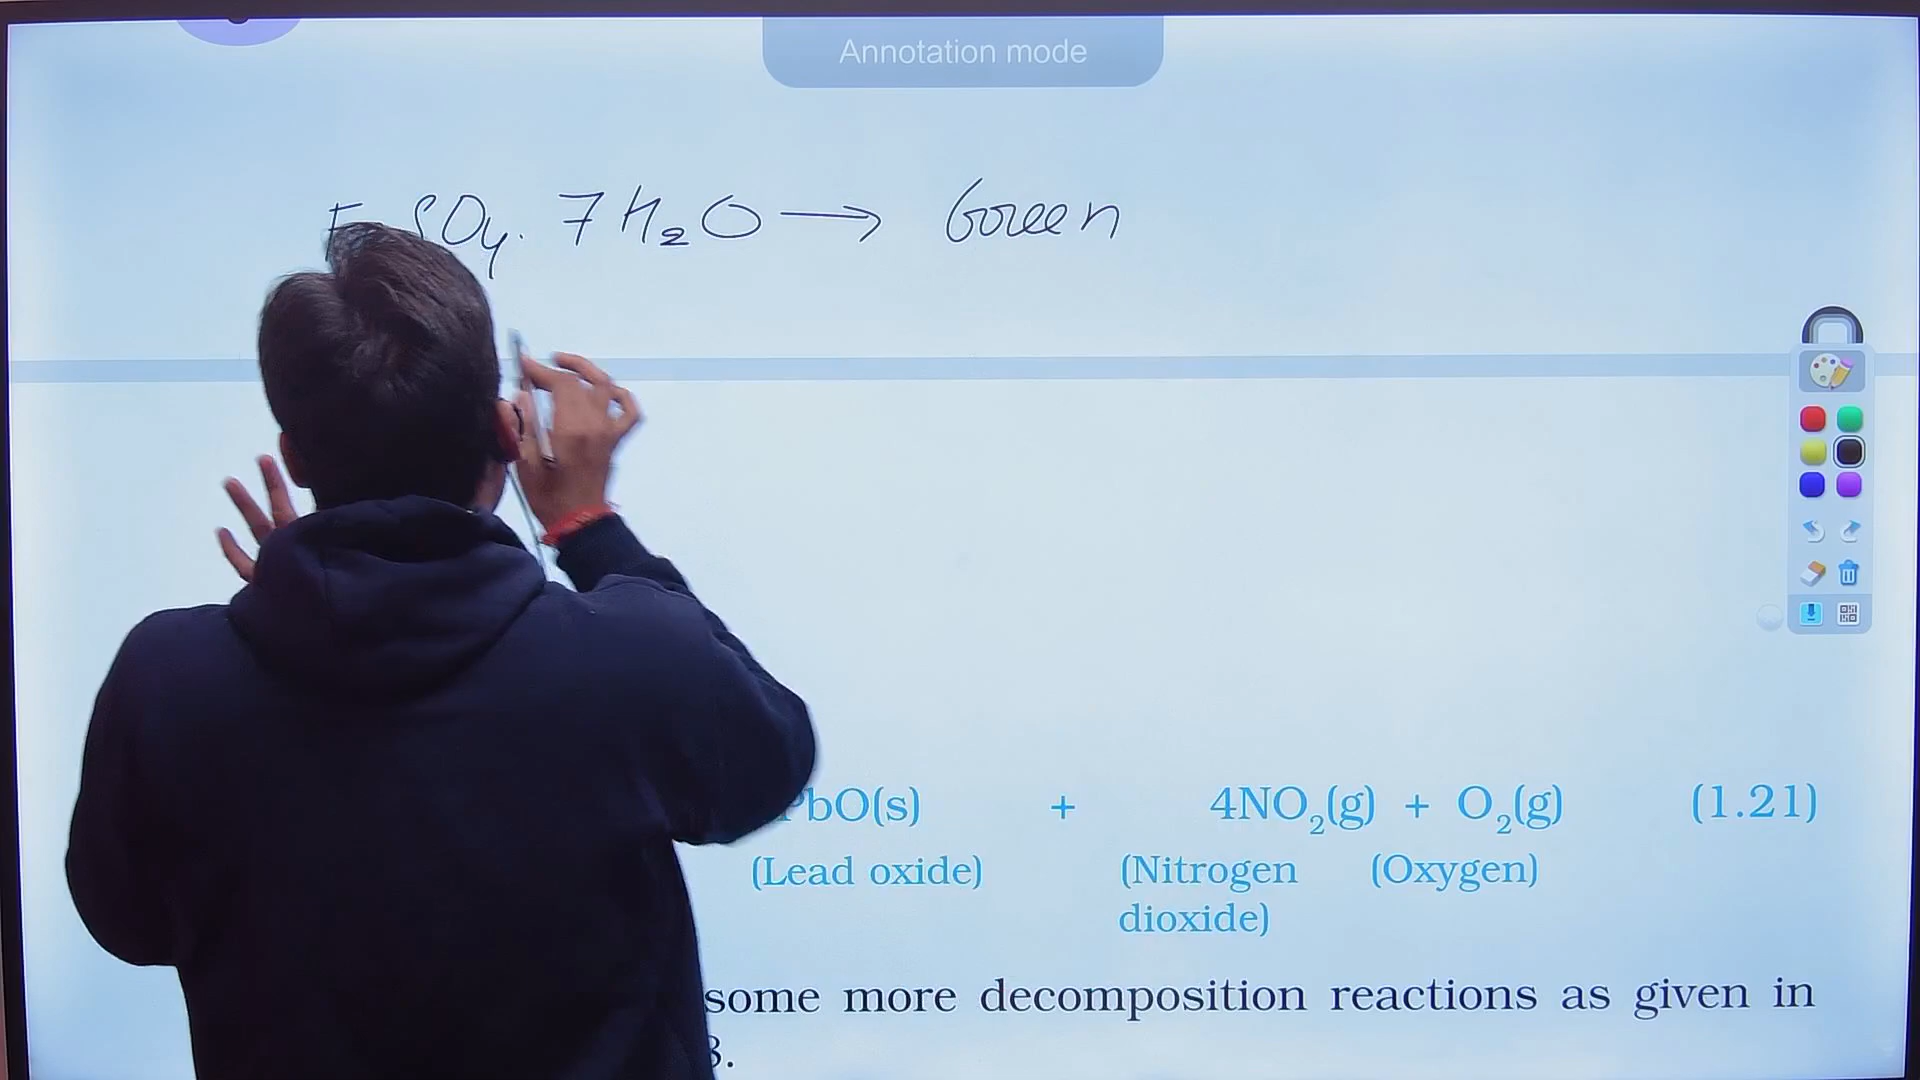 Annotation mode
SO₄. 7H₂O → Green
PbO(s) + 4NO₂(g) + O₂(g) (1.21)
(Lead oxide) (Nitrogen dioxide) (Oxygen)
some more decomposition reactions as given in
3.